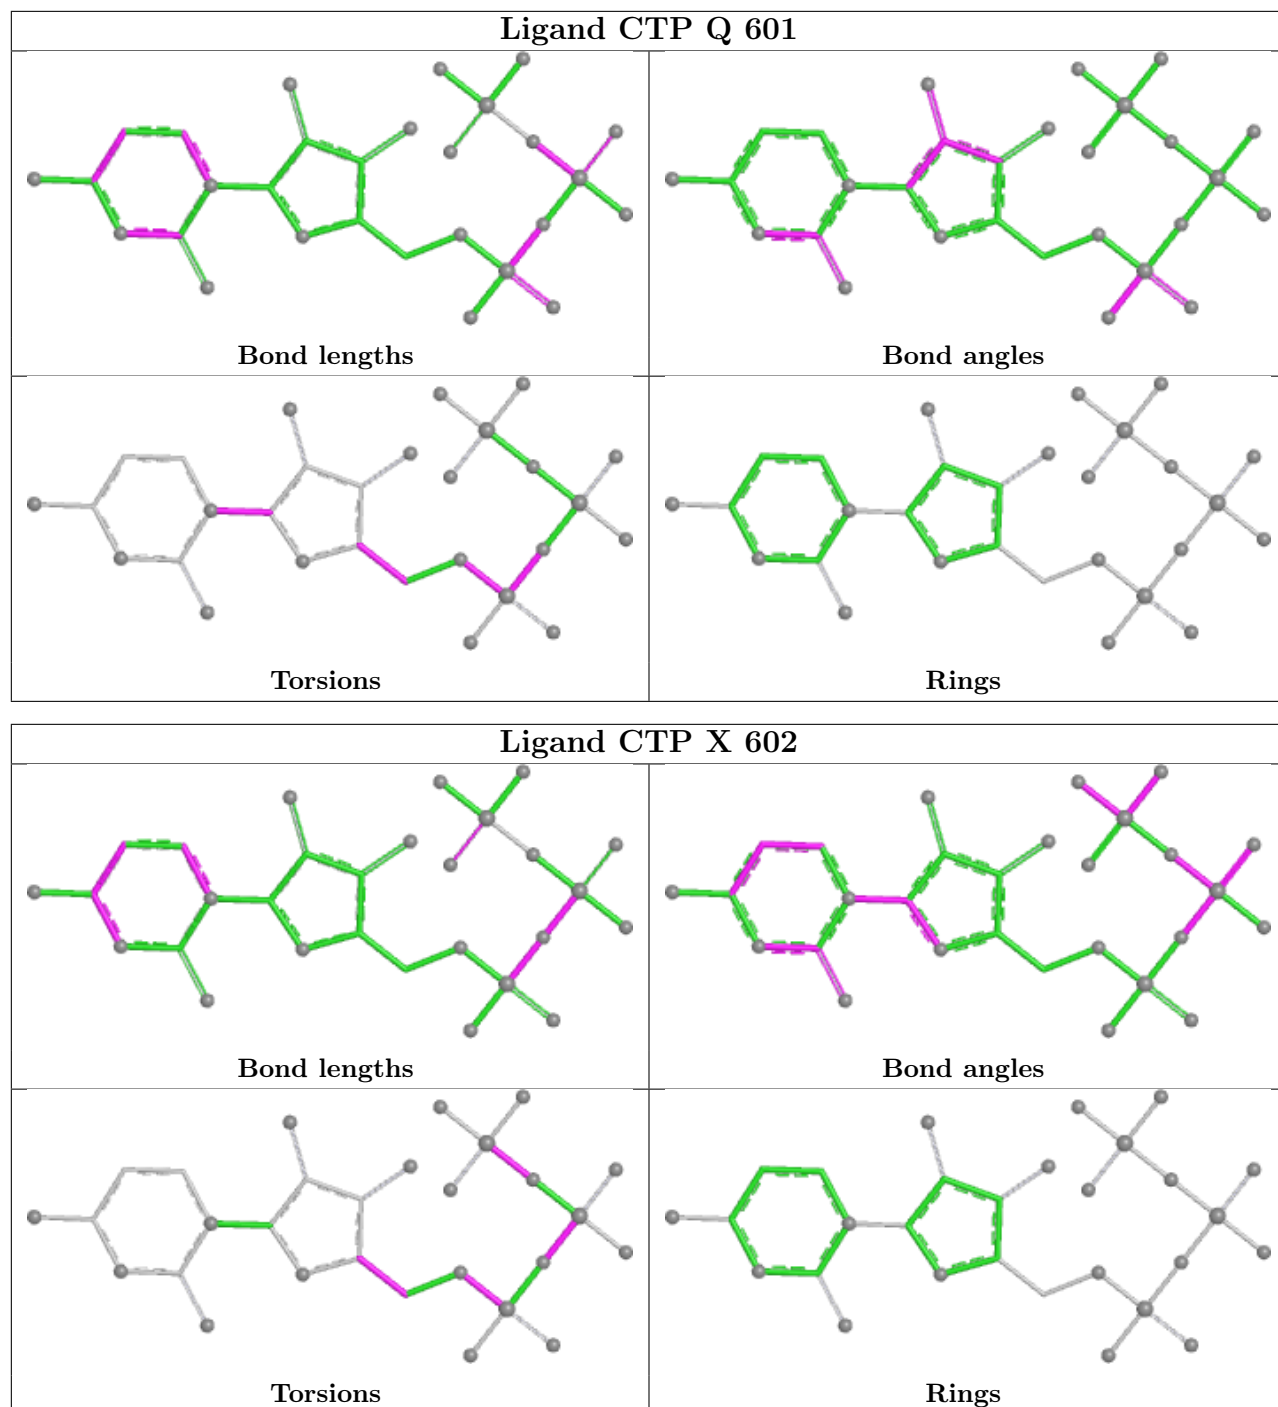 Ligand CTP Q 601
Bond lengths
Bond angles
Torsions
Rings
Ligand CTP X 602
Bond lengths
Bond angles
Torsions
Rings